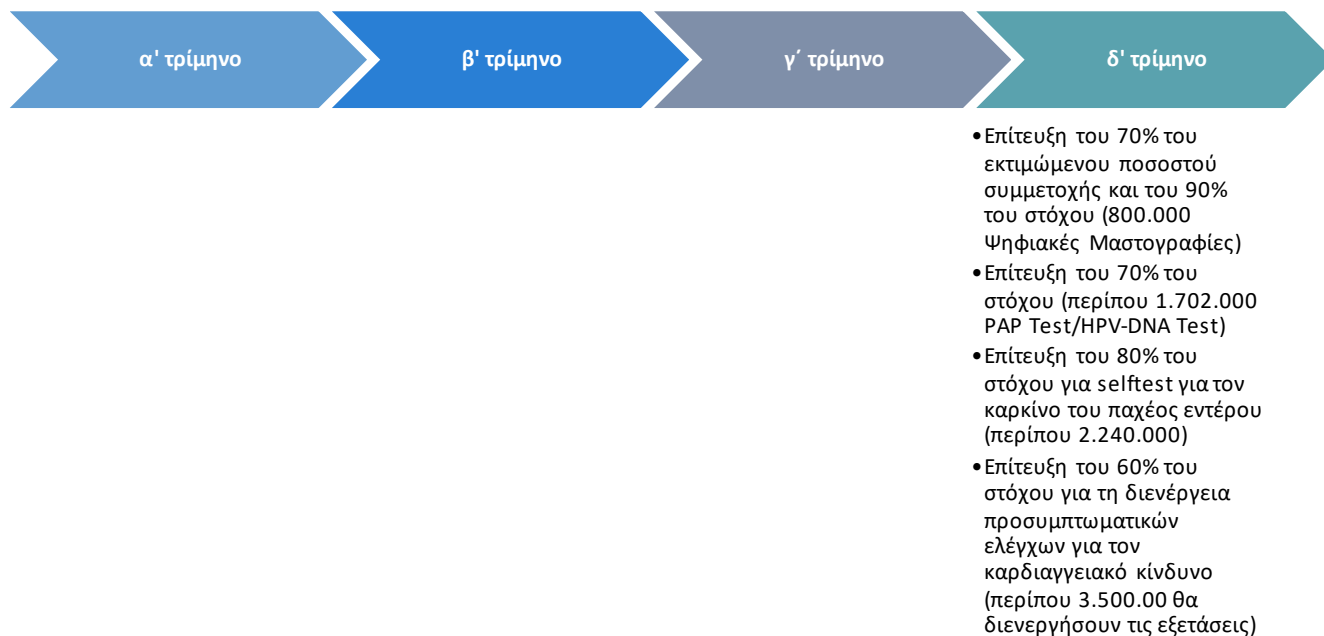 α' τρίμηνο
β' τρίμηνο
γ΄ τρίμηνο
δ' τρίμηνο
•Επίτευξη του 70% του
εκτιμώμενου ποσοστού
συμμετοχής και του 90%
του στόχου (800.000
Ψηφιακές Μαστογραφίες)
•Επίτευξη του 70% του
στόχου (περίπου 1.702.000
PAP Test/HPV-DNA Test)
•Επίτευξη του 80% του
στόχου για selftest για τον
καρκίνο του παχέος εντέρου
(περίπου 2.240.000)
•Επίτευξη του 60% του
στόχου για τη διενέργεια
προσυμπτωματικών
ελέγχων για τον
καρδιαγγειακό κίνδυνο
(περίπου 3.500.00 θα
διενεργήσουν τις εξετάσεις)